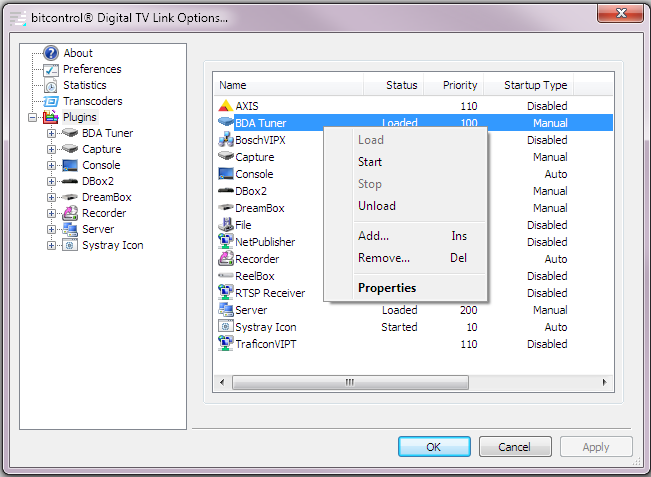 bitcontrol® Digital TV Link Options...
About
Preferences
Statistics
Transcoders
Plugins
BDA Tuner
Capture
Console
DBox2
DreamBox
Recorder
Server
Systray Icon
Name Status Priority Startup Type
AXIS 110 Disabled
BDA Tuner Loaded 100 Manual
BoschVIPX Disabled
Capture Manual
Console Auto
DBox2 Manual
DreamBox Manual
File Disabled
NetPublisher Disabled
Recorder Manual
ReelBox Disabled
RTSP Receiver Disabled
Server Loaded 200 Manual
Systray Icon Started 10 Auto
TraficonVIPT 110 Disabled
Load
Start
Stop
Unload
Add... Ins
Remove... Del
Properties
OK Cancel Apply